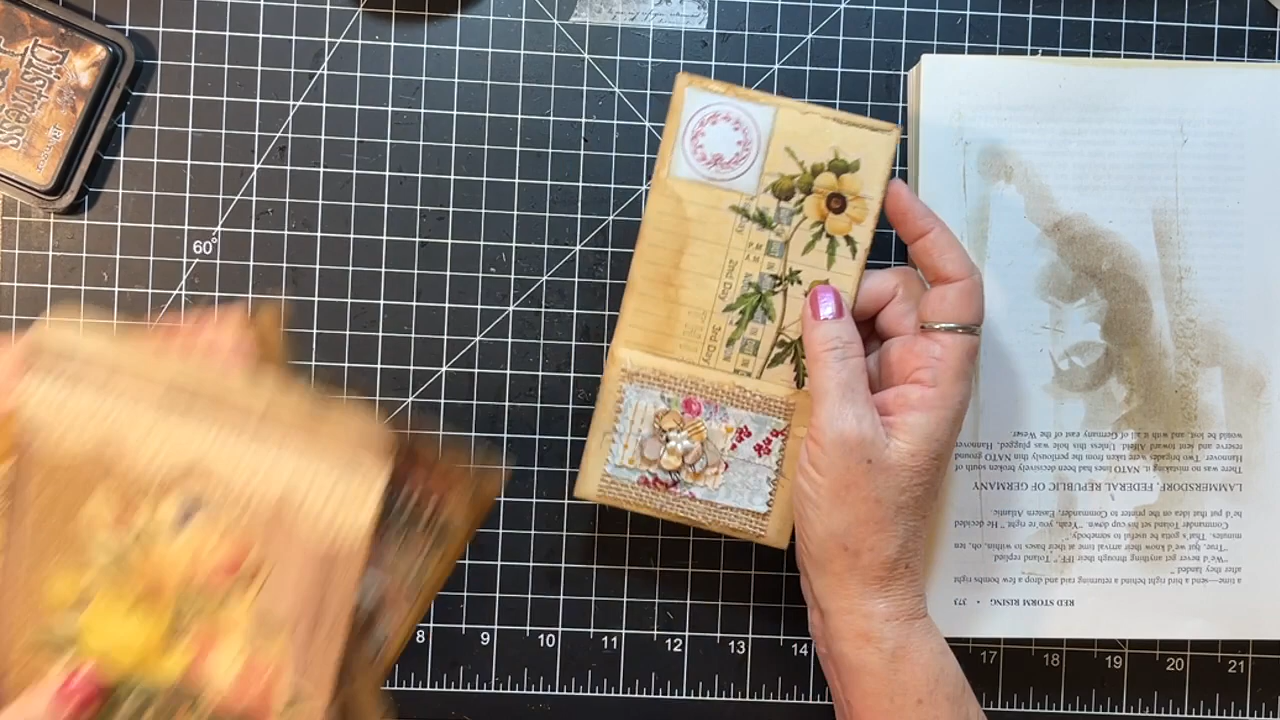 Distress
60°
P.M
A.M
2nd Day
3rd Day
RED STORM RISING • 373
a time—send a bird right behind a returning raid and drop a few bombs right
after they landed."
"We'd never get anything through their IFF," Toland replied.
"True, but we'd know their arrival time at their bases to within, oh, ten
minutes. That's gotta be useful to somebody."
Commander Toland set his cup down. "Yeah, you're right." He decided
he'd put that idea on the printer to Commander, Eastern Atlantic.
LAMMERSDORF, FEDERAL REPUBLIC OF GERMANY
There was no mistaking it. NATO lines had been decisively broken south of
Hannover. Two brigades were taken from the perilously thin NATO ground
reserve and sent toward Alfeld. Unless this hole was plugged, Hannover
would be lost, and with it all of Germany east of the Weser.
8 9 10 11 12 13 14 17 18 19 20 21